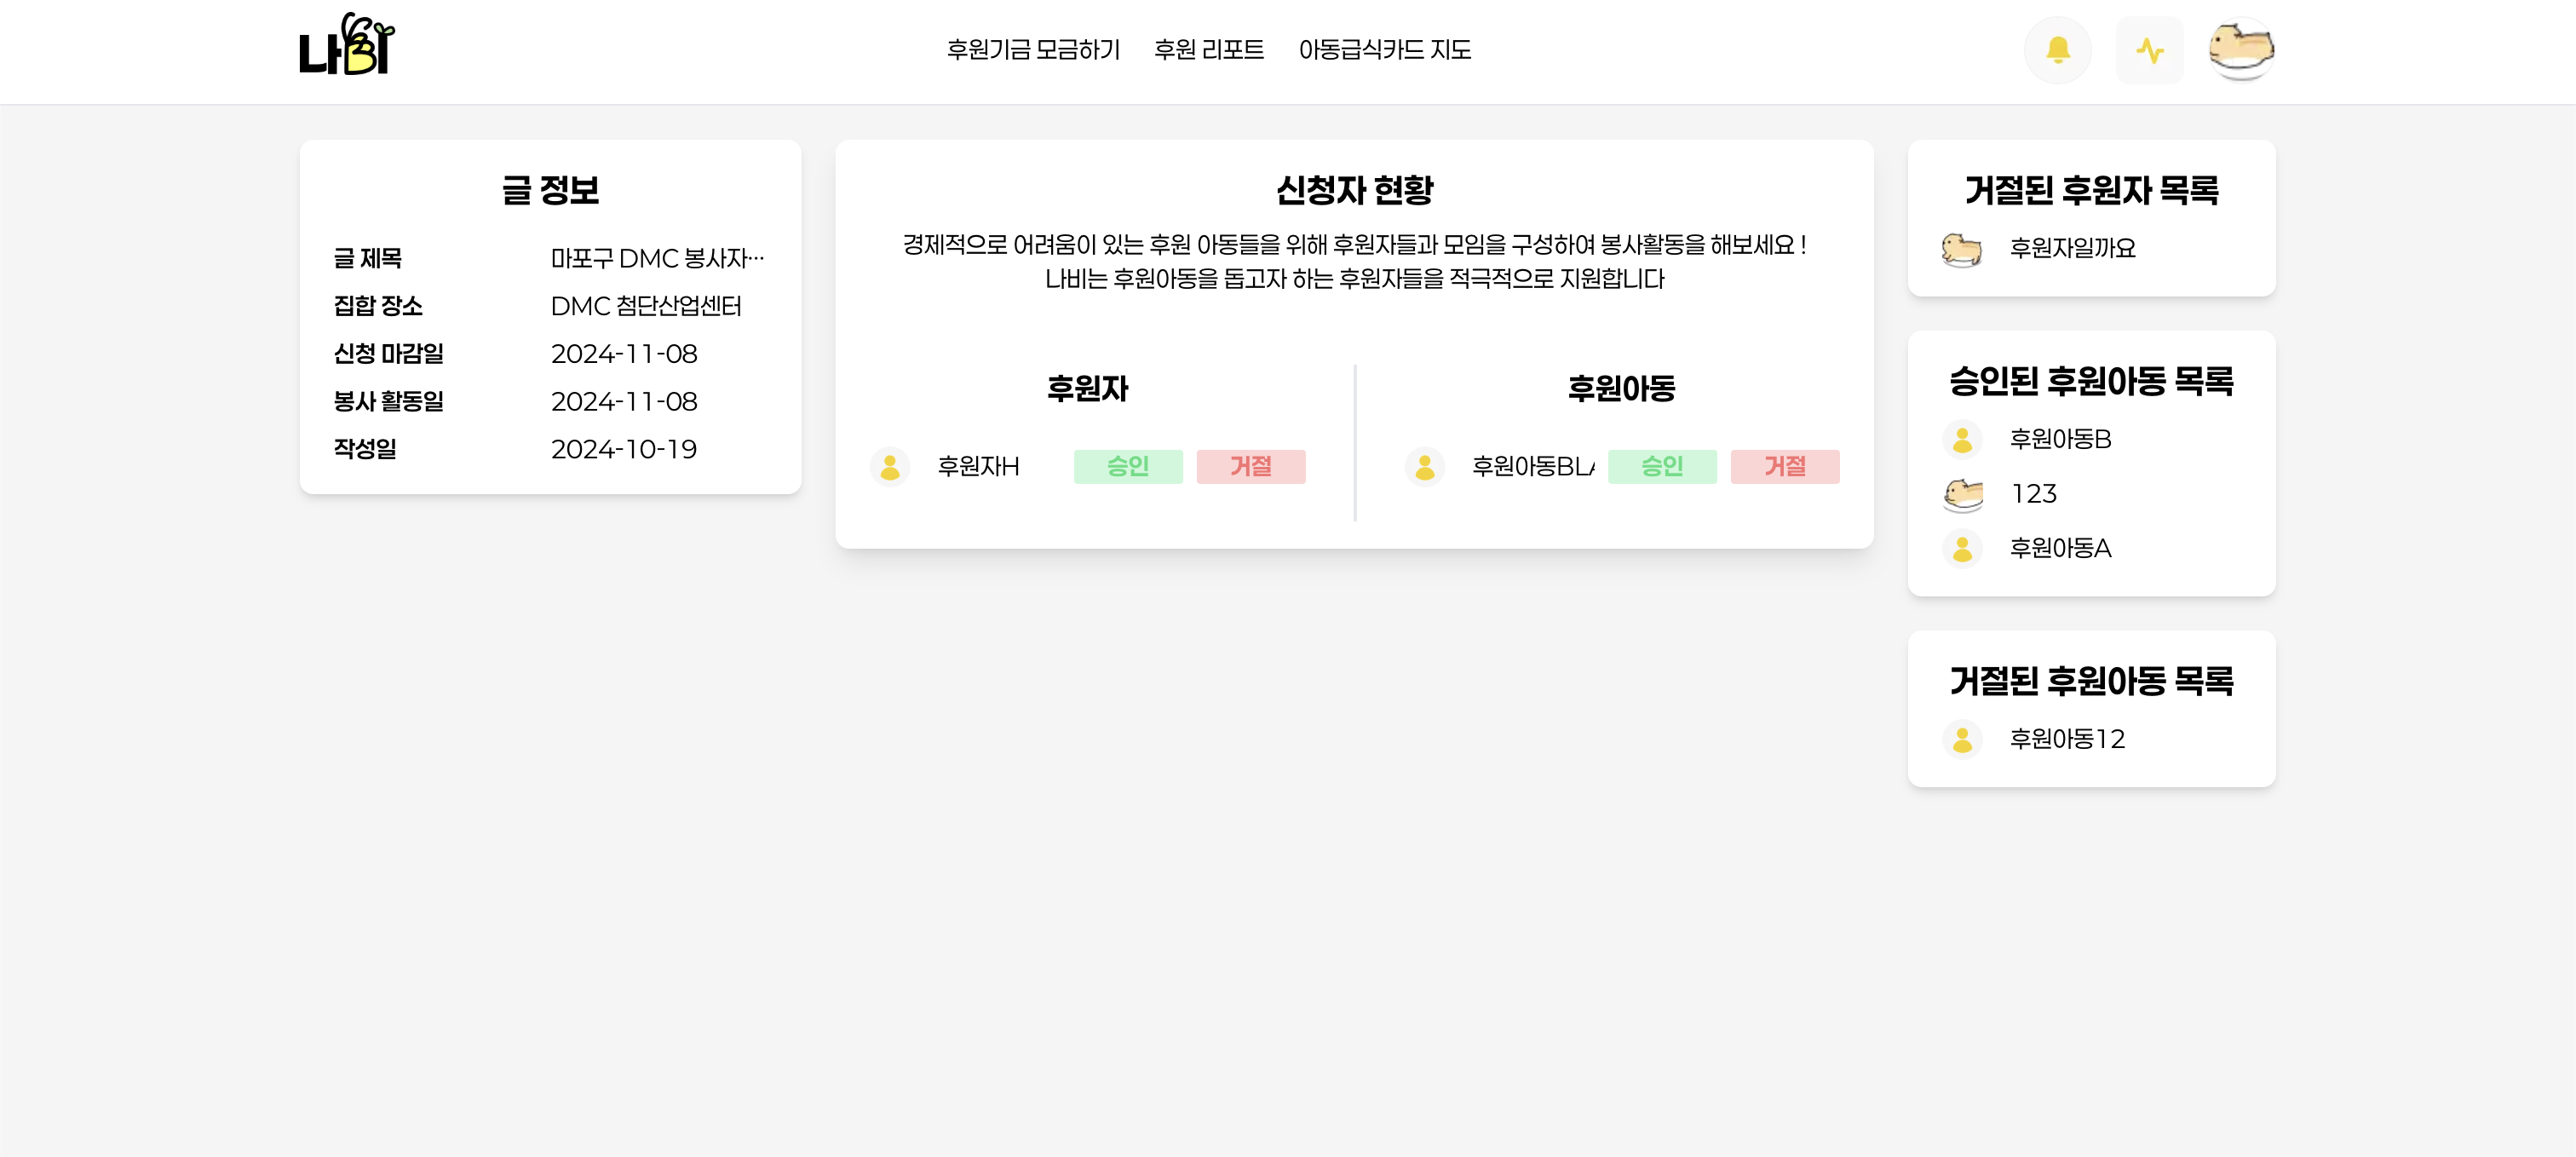 나비
후원기금 모금하기
후원 리포트
아동급식카드 지도
글 정보
글 제목 마포구 DMC 봉사자…
집합 장소 DMC 첨단산업센터
신청 마감일 2024-11-08
봉사 활동일 2024-11-08
작성일 2024-10-19
신청자 현황
경제적으로 어려움이 있는 후원 아동들을 위해 후원자들과 모임을 구성하여 봉사활동을 해보세요 !
나비는 후원아동을 돕고자 하는 후원자들을 적극적으로 지원합니다
후원자
후원자H 승인 거절
후원아동
후원아동BLA 승인 거절
거절된 후원자 목록
후원자일까요
승인된 후원아동 목록
후원아동B
123
후원아동A
거절된 후원아동 목록
후원아동12